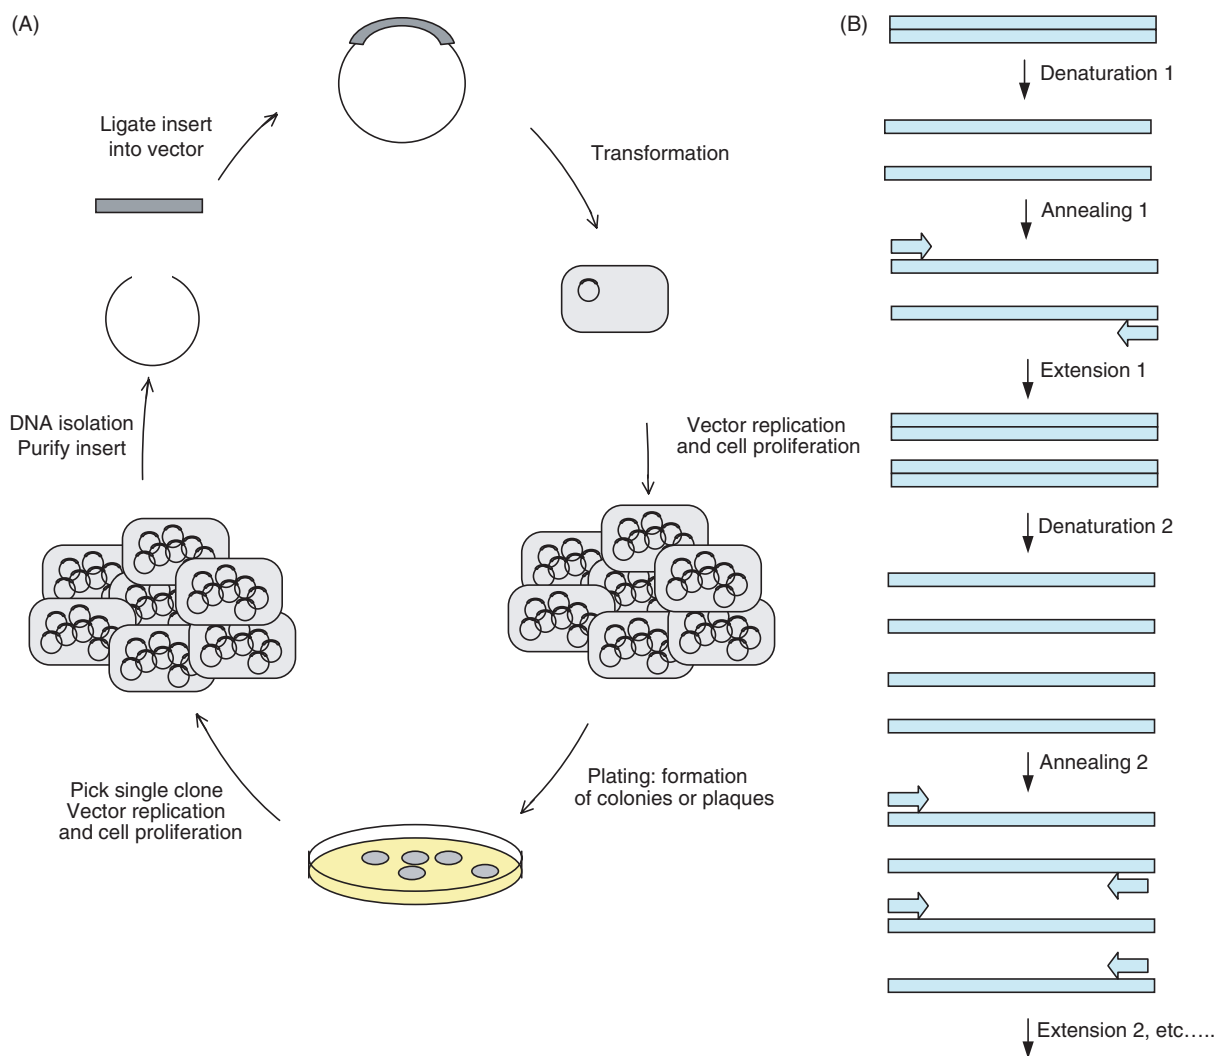 (A)
Ligate insert
into vector
Transformation
Vector replication
and cell proliferation
Plating: formation
of colonies or plaques
Pick single clone
Vector replication
and cell proliferation
DNA isolation
Purify insert
(B)
Denaturation 1
Annealing 1
Extension 1
Denaturation 2
Annealing 2
Extension 2, etc.....